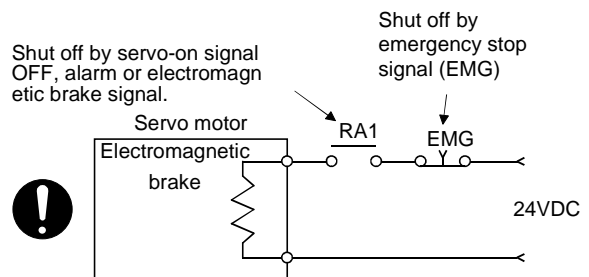 Shut off by servo-on signal
OFF, alarm or electromagn
etic brake signal.
Shut off by
emergency stop
signal (EMG)
Servo motor
RA1
EMG
Electromagnetic
brake
24VDC